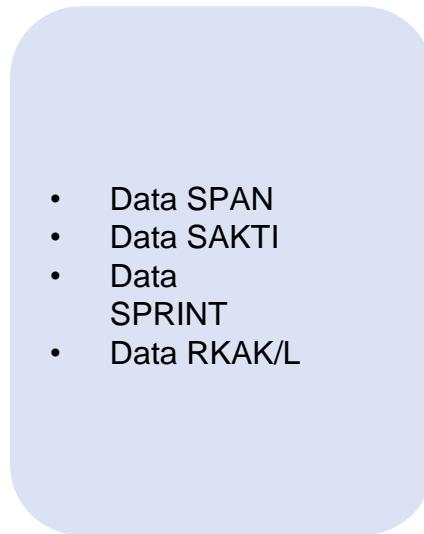 • Data SPAN
• Data SAKTI
• Data
SPRINT
• Data RKAK/L